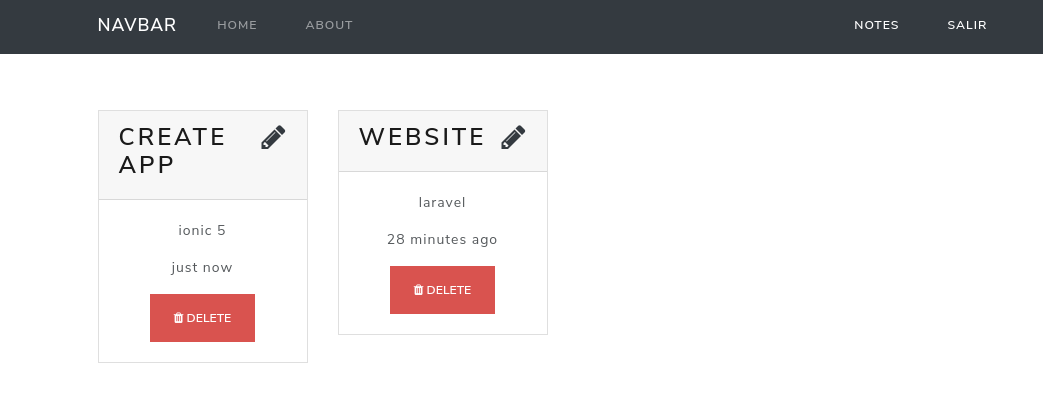 NAVBAR HOME ABOUT NOTES SALIR
CREATE
APP
ionic 5
just now
DELETE
WEBSITE
laravel
28 minutes ago
DELETE